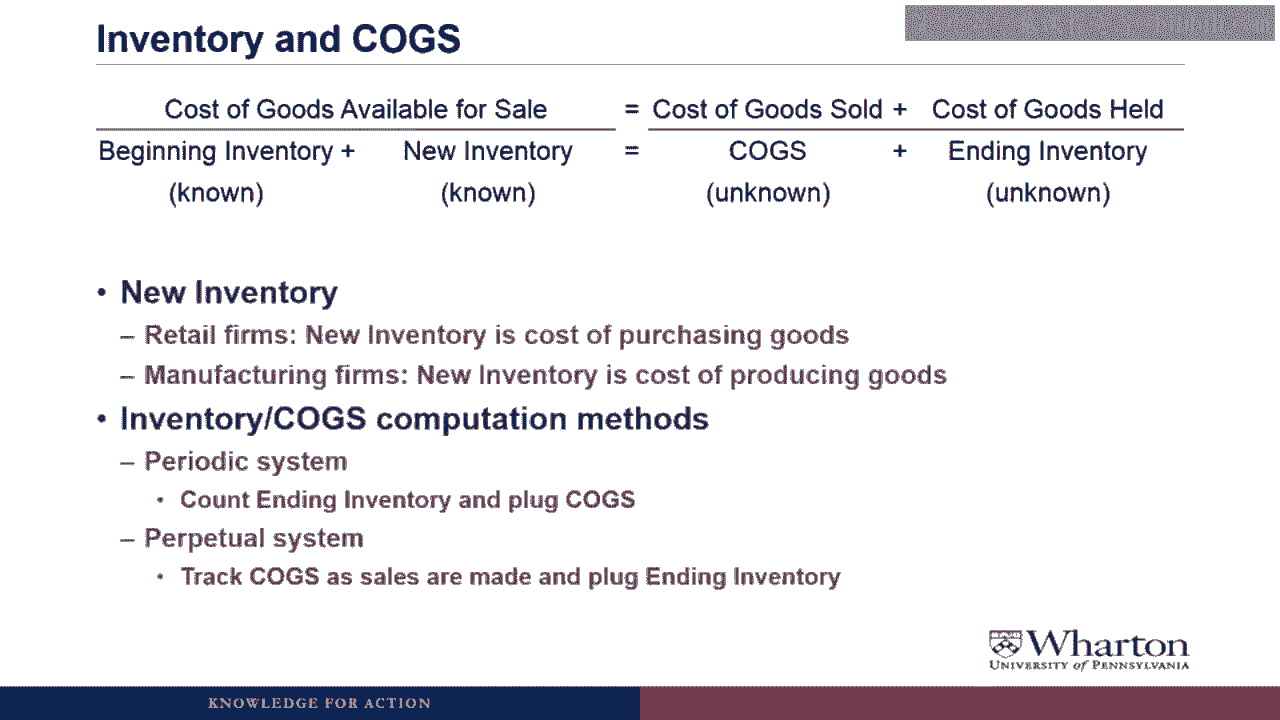 Inventory and COGS
Cost of Goods Available for Sale = Cost of Goods Sold + Cost of Goods Held
Beginning Inventory + New Inventory = COGS + Ending Inventory
(known) (known) (unknown) (unknown)
• New Inventory
– Retail firms: New Inventory is cost of purchasing goods
– Manufacturing firms: New Inventory is cost of producing goods
• Inventory/COGS computation methods
– Periodic system
• Count Ending Inventory and plug COGS
– Perpetual system
• Track COGS as sales are made and plug Ending Inventory
Wharton
UNIVERSITY of PENNSYLVANIA
KNOWLEDGE FOR ACTION